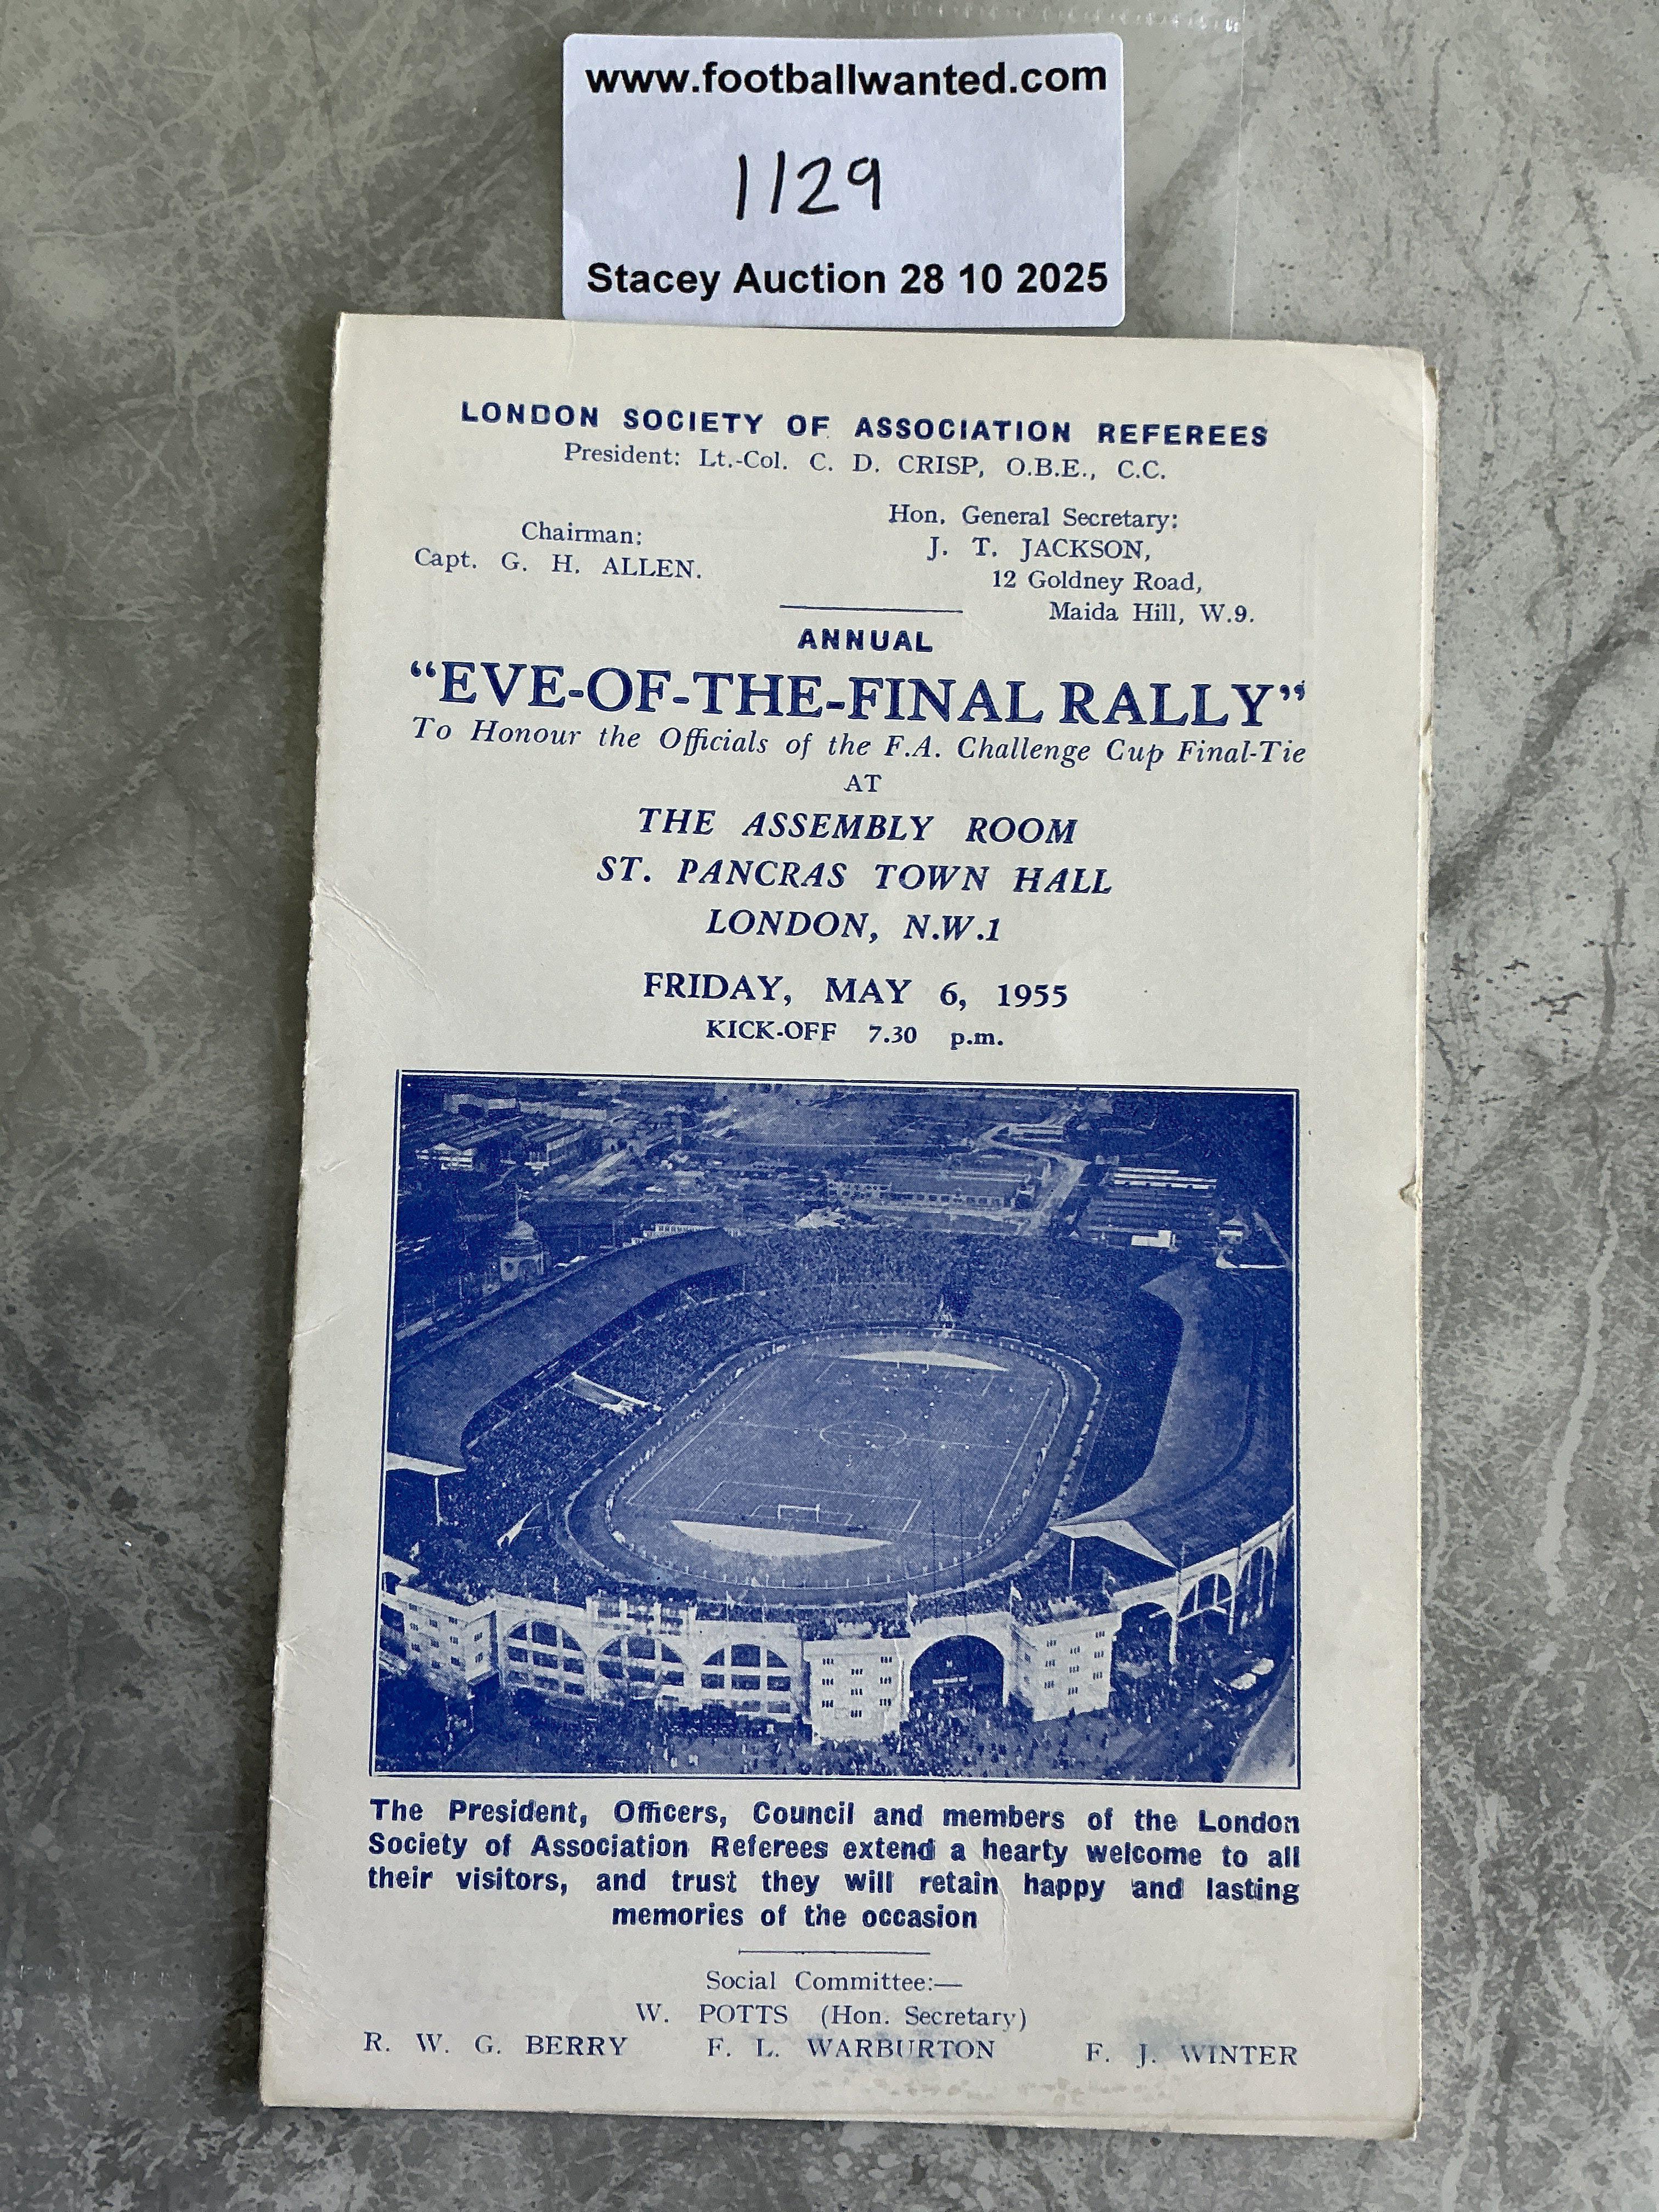 www.footballwanted.com
1129
Stacey Auction 28 10 2025
LONDON SOCIETY OF ASSOCIATION REFEREES
President: Lt.-Col. C. D. CRISP, O.B.E., C.C.
Chairman:
Capt. G. H. ALLEN.
Hon. General Secretary:
J. T. JACKSON,
12 Goldney Road,
Maida Hill, W.9.
ANNUAL
"EVE-OF-THE-FINAL RALLY"
To Honour the Officials of the F.A. Challenge Cup Final-Tie
AT
THE ASSEMBLY ROOM
ST. PANCRAS TOWN HALL
LONDON, N.W.1
FRIDAY, MAY 6, 1955
KICK-OFF 7.30 p.m.
The President, Officers, Council and members of the London
Society of Association Referees extend a hearty welcome to all
their visitors, and trust they will retain happy and lasting
memories of the occasion
Social Committee:—
W. POTTS (Hon. Secretary)
R. W. G. BERRY F. L. WARBURTON F. J. WINTER